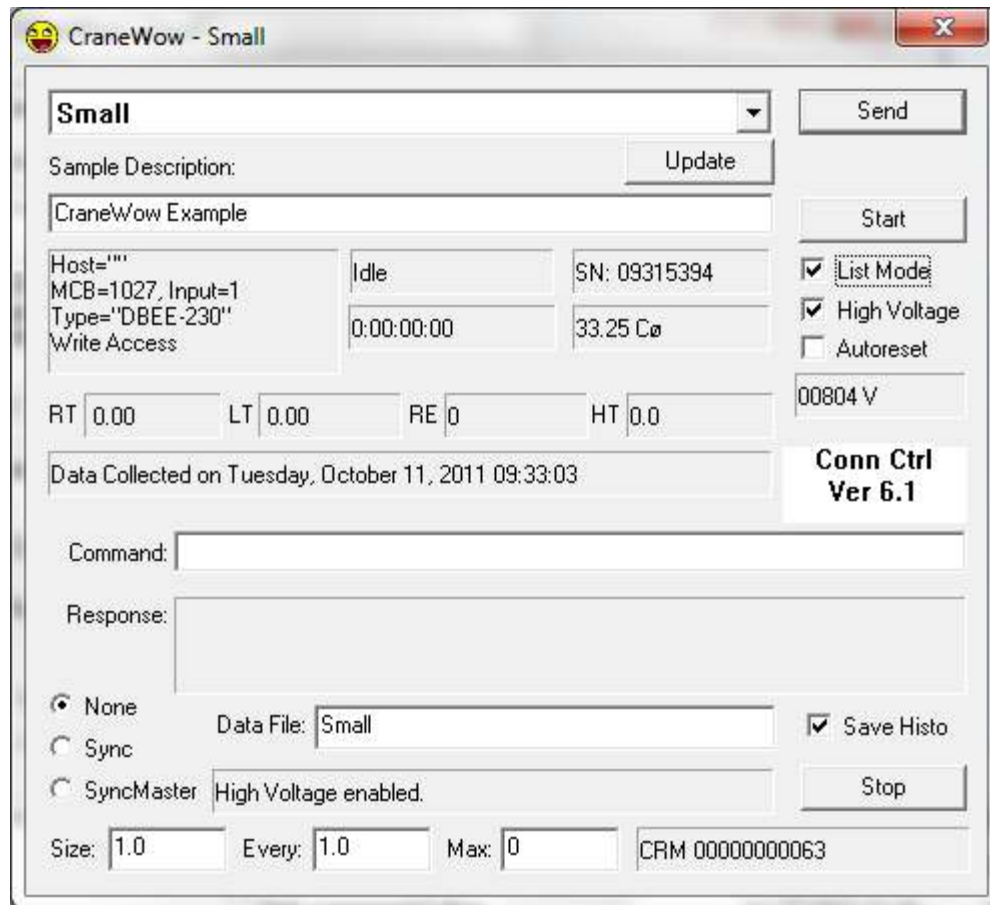 CraneWow - Small
Small
Send
Sample Description:
Update
CraneWow Example
Start
Host=""
MCB=1027, Input=1
Type="DBEE-230"
Write Access
Idle
SN: 09315394
0:00:00:00
33.25 Cø
List Mode
High Voltage
Autoreset
00804 V
RT 0.00 LT 0.00 RE 0 HT 0.0
Data Collected on Tuesday, October 11, 2011 09:33:03
Conn Ctrl
Ver 6.1
Command:
Response:
None
Sync
SyncMaster
Data File: Small
Save Histo
High Voltage enabled.
Stop
Size: 1.0 Every: 1.0 Max: 0 CRM 00000000063